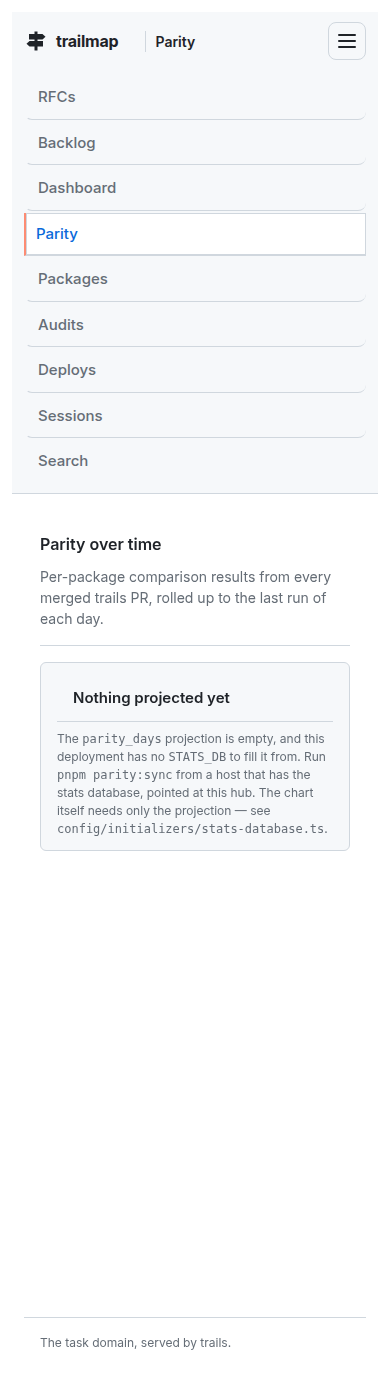 trailmap
Parity
RFCs
Backlog
Dashboard
Parity
Packages
Audits
Deploys
Sessions
Search
Parity over time
Per-package comparison results from every
merged trails PR, rolled up to the last run of
each day.
Nothing projected yet
The parity_days projection is empty, and this
deployment has no STATS_DB to fill it from. Run
pnpm parity:sync from a host that has the
stats database, pointed at this hub. The chart
itself needs only the projection — see
config/initializers/stats-database.ts.
The task domain, served by trails.